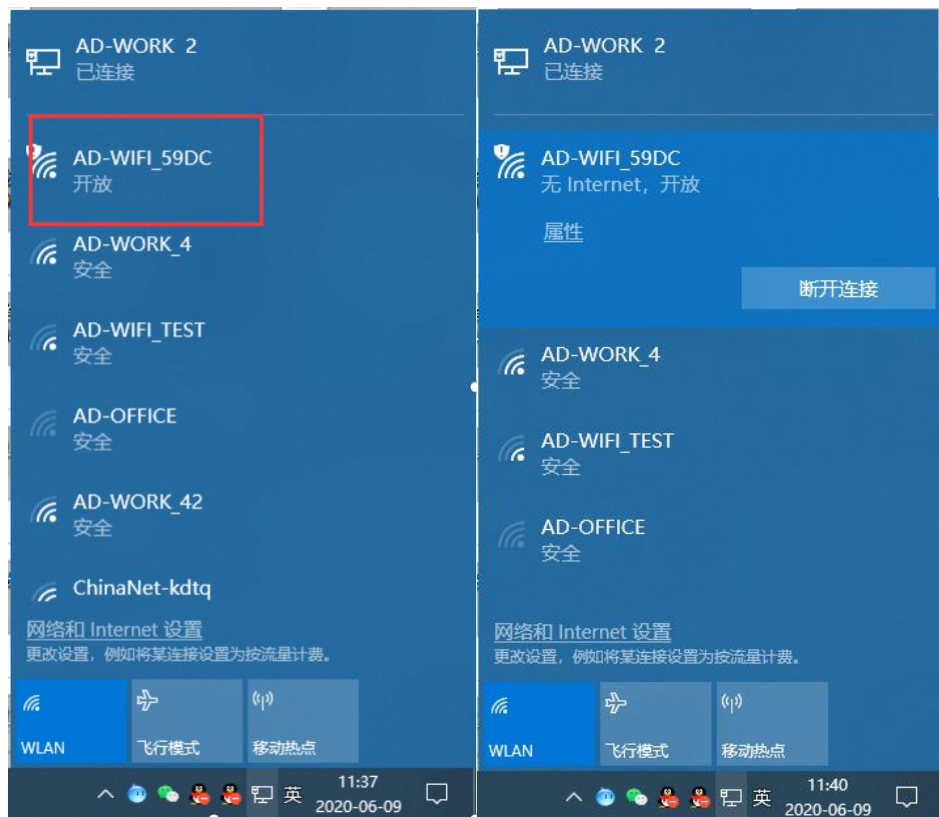 AD-WORK 2
已连接
AD-WIFI_59DC
开放
AD-WORK_4
安全
AD-WIFI_TEST
安全
AD-OFFICE
安全
AD-WORK_42
安全
ChinaNet-kdtq
网络和 Internet 设置
更改设置，例如将某连接设置为按流量计费。
WLAN
飞行模式
移动热点
英
11:37
2020-06-09
AD-WORK 2
已连接
AD-WIFI_59DC
无 Internet，开放
属性
断开连接
AD-WORK_4
安全
AD-WIFI_TEST
安全
AD-OFFICE
安全
网络和 Internet 设置
更改设置，例如将某连接设置为按流量计费。
WLAN
飞行模式
移动热点
英
11:40
2020-06-09